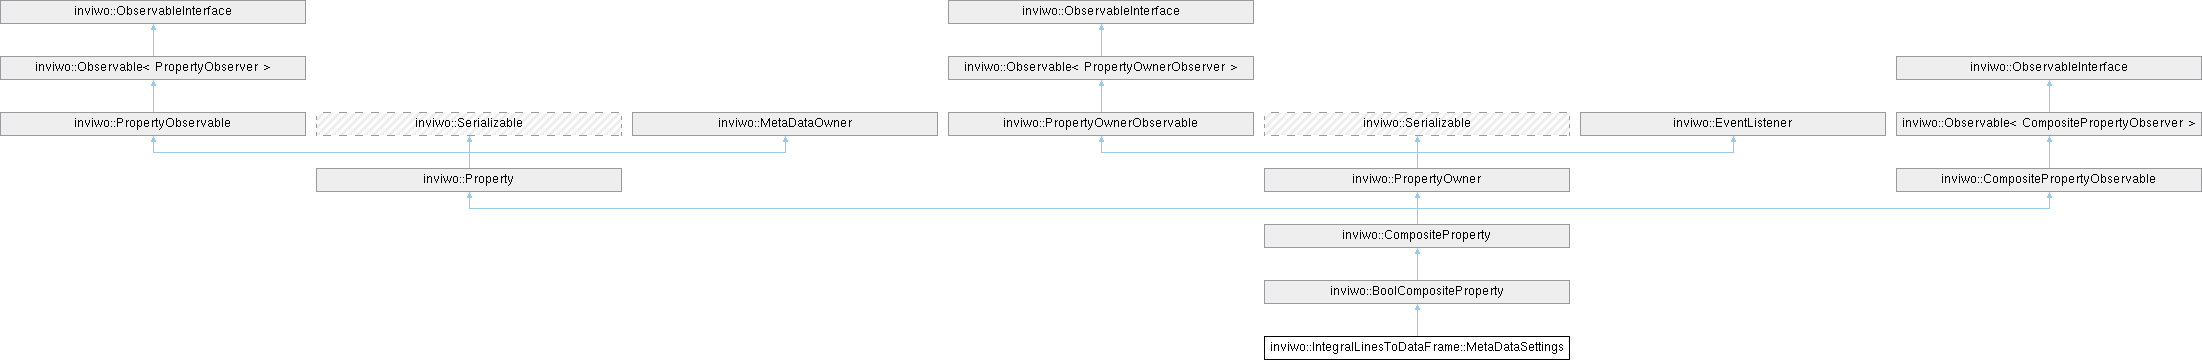 inviwo::ObservableInterface
inviwo::ObservableInterface
inviwo::Observable< PropertyObserver >
inviwo::Observable< PropertyOwnerObserver >
inviwo::ObservableInterface
inviwo::PropertyObservable
inviwo::Serializable
inviwo::MetaDataOwner
inviwo::PropertyOwnerObservable
inviwo::Serializable
inviwo::EventListener
inviwo::Observable< CompositePropertyObserver >
inviwo::Property
inviwo::PropertyOwner
inviwo::CompositePropertyObservable
inviwo::CompositeProperty
inviwo::BoolCompositeProperty
inviwo::IntegralLinesToDataFrame::MetaDataSettings